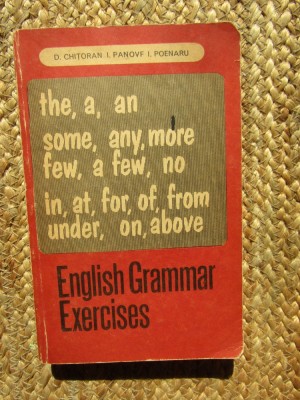 D. CHITORAN I. PANOVF I. POENARU
the, a, an
some, any, more
few, a few, no
in, at, for, of, from
under, on, above
English Grammar
Exercises